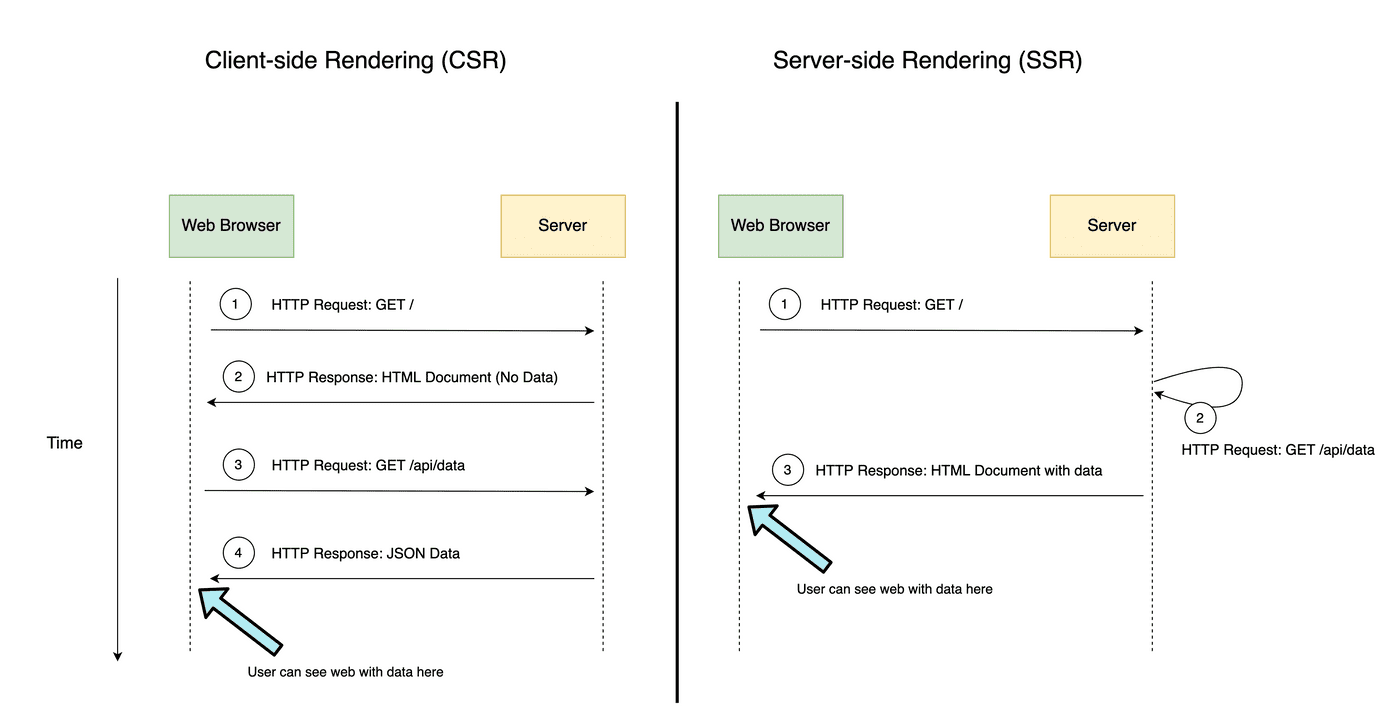 Client-side Rendering (CSR)
Web Browser
Server
Time
1
HTTP Request: GET /
2
HTTP Response: HTML Document (No Data)
3
HTTP Request: GET /api/data
4
HTTP Response: JSON Data
User can see web with data here
Server-side Rendering (SSR)
Web Browser
Server
1
HTTP Request: GET /
2
HTTP Request: GET /api/data
3
HTTP Response: HTML Document with data
User can see web with data here